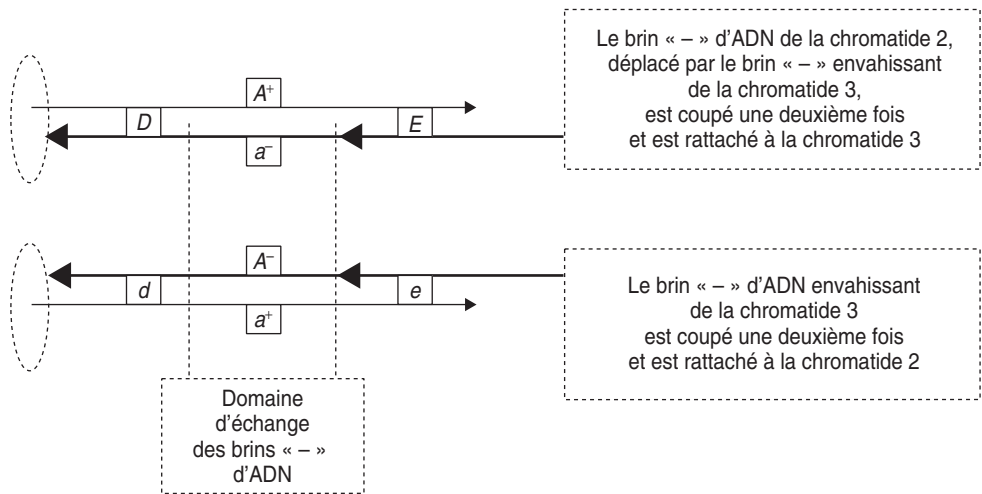 A⁺
D
E
a⁻
Le brin « – » d'ADN de la chromatide 2,
déplacé par le brin « – » envahissant
de la chromatide 3,
est coupé une deuxième fois
et est rattaché à la chromatide 3
A⁻
d
e
a⁺
Le brin « – » d'ADN envahissant
de la chromatide 3
est coupé une deuxième fois
et est rattaché à la chromatide 2
Domaine
d'échange
des brins « – »
d'ADN